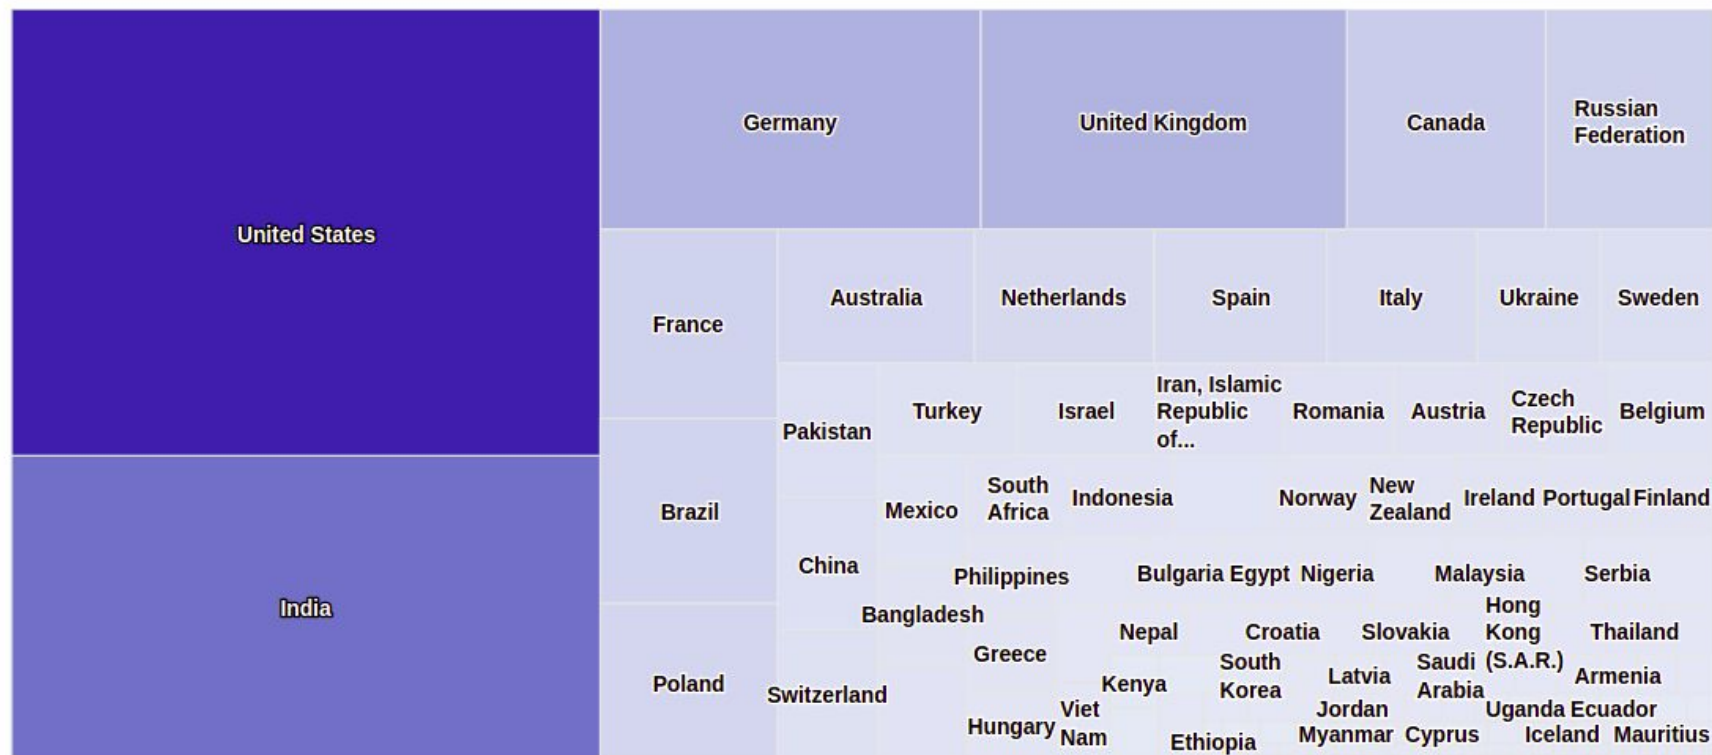 United States
India
Germany
United Kingdom
Canada
Russian
Federation
France
Brazil
Poland
Australia
Netherlands
Spain
Italy
Ukraine
Sweden
Pakistan
China
Switzerland
Turkey
Israel
Iran, Islamic
Republic
of...
Romania
Austria
Czech
Republic
Belgium
Mexico
South
Africa
Indonesia
Norway
New
Zealand
Ireland
Portugal
Finland
Bangladesh
Philippines
Bulgaria
Egypt
Nigeria
Malaysia
Serbia
Greece
Hungary
Nepal
Croatia
Slovakia
Hong
Kong
(S.A.R.)
Thailand
Kenya
South
Korea
Latvia
Saudi
Arabia
Armenia
Viet
Nam
Ethiopia
Jordan
Myanmar
Cyprus
Uganda
Ecuador
Iceland
Mauritius